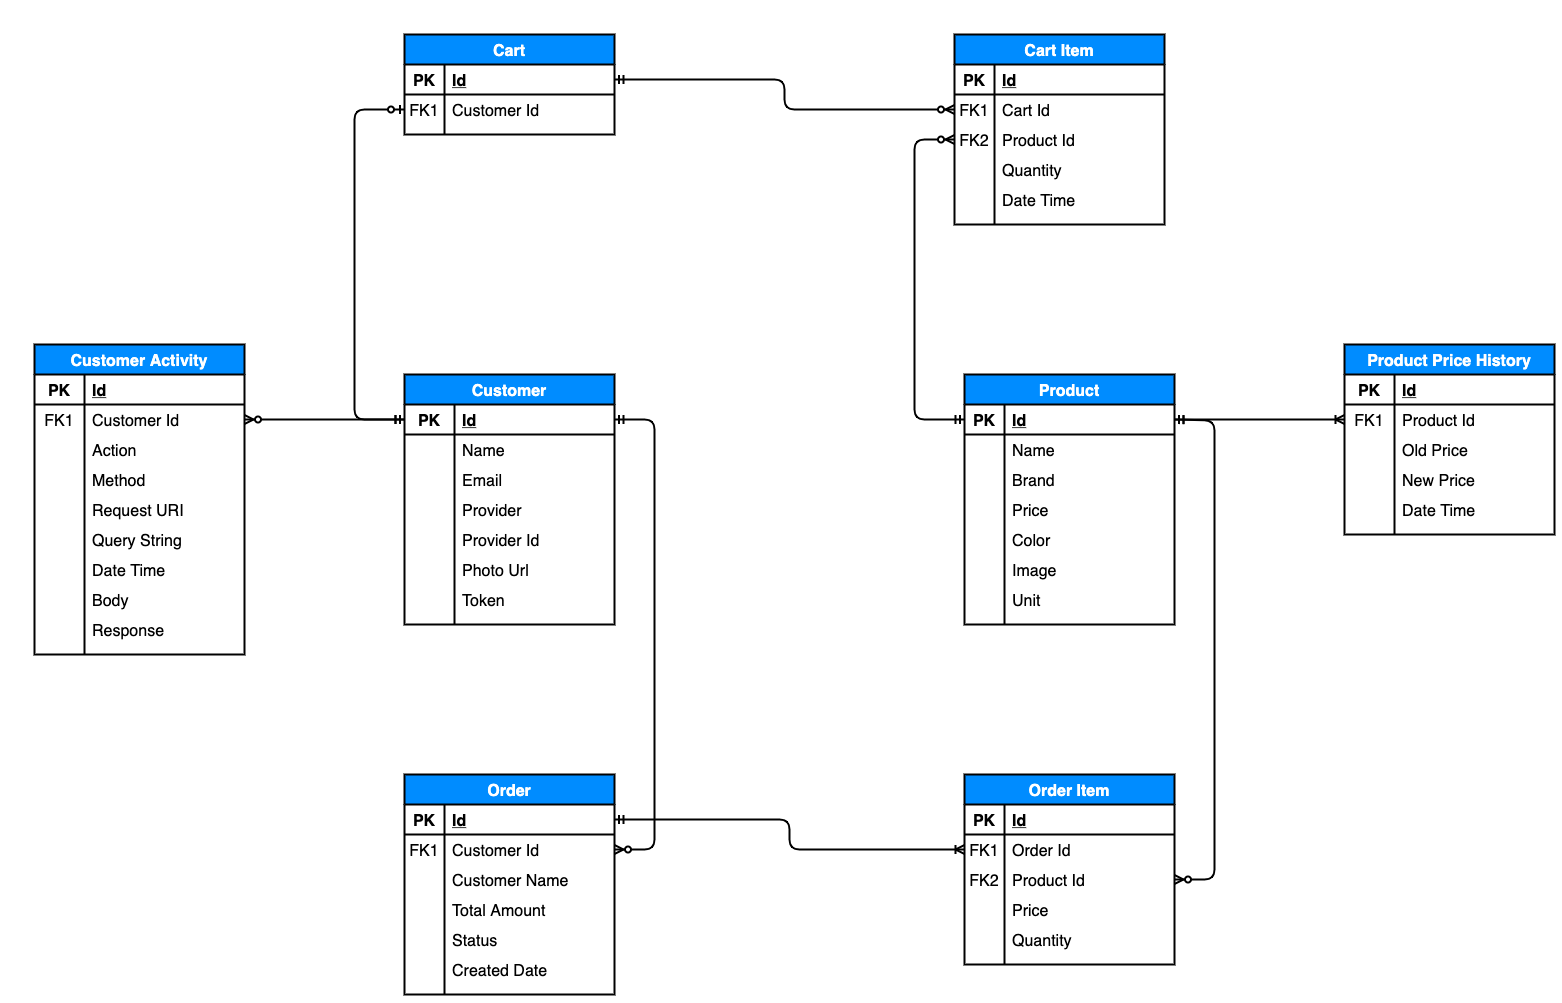 Cart
PK Id
FK1 Customer Id
Cart Item
PK Id
FK1 Cart Id
FK2 Product Id
Quantity
Date Time
Customer Activity
PK Id
FK1 Customer Id
Action
Method
Request URI
Query String
Date Time
Body
Response
Customer
PK Id
Name
Email
Provider
Provider Id
Photo Url
Token
Product
PK Id
Name
Brand
Price
Color
Image
Unit
Product Price History
PK Id
FK1 Product Id
Old Price
New Price
Date Time
Order
PK Id
FK1 Customer Id
Customer Name
Total Amount
Status
Created Date
Order Item
PK Id
FK1 Order Id
FK2 Product Id
Price
Quantity